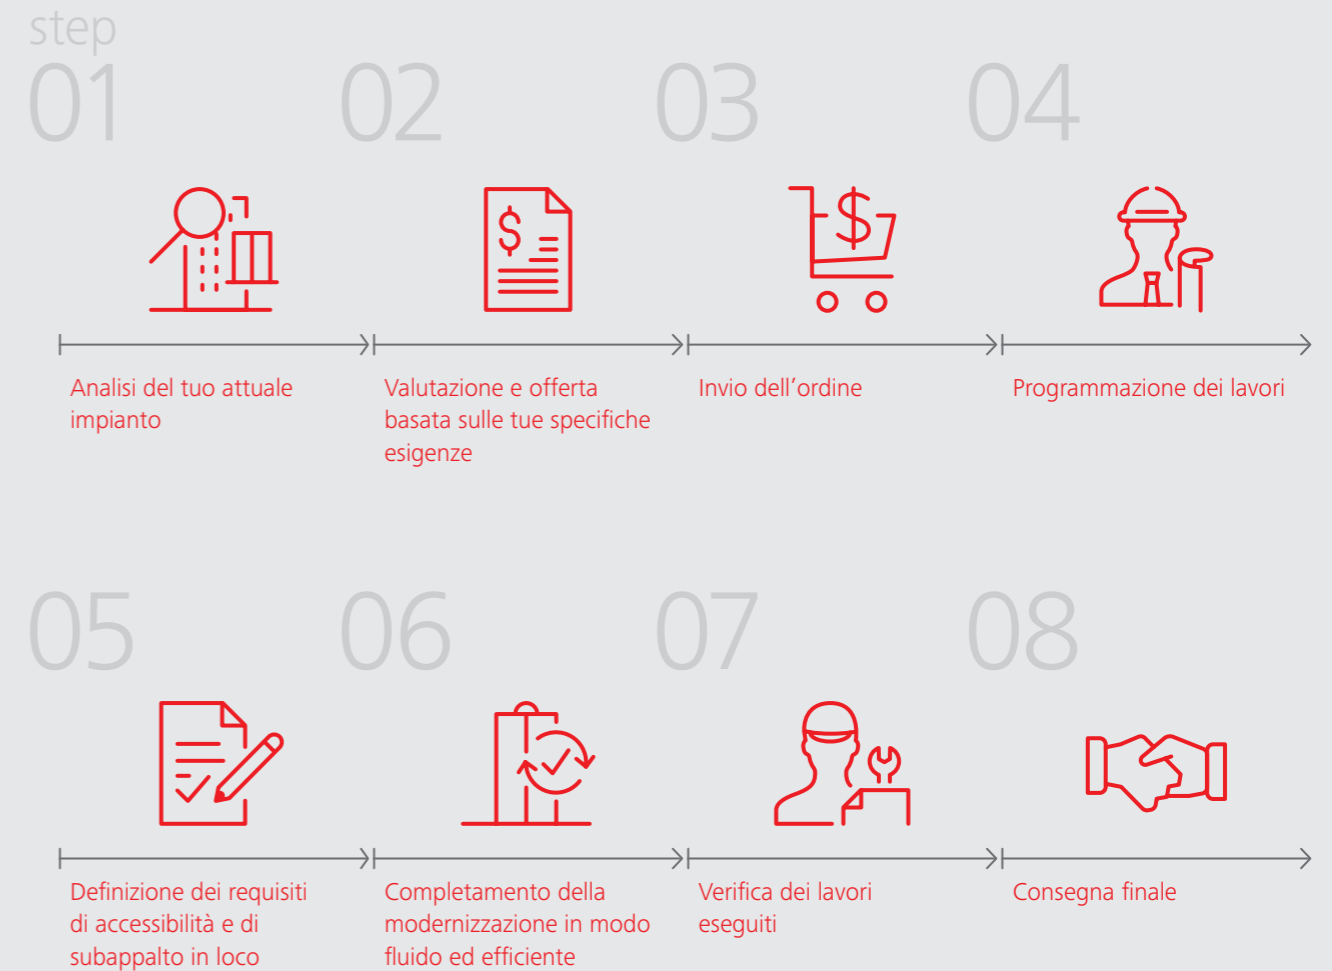 step
01
02
03
04
Analisi del tuo attuale
impianto
Valutazione e offerta
basata sulle tue specifiche
esigenze
Invio dell’ordine
Programmazione dei lavori
05
06
07
08
Definizione dei requisiti
di accessibilità e di
subappalto in loco
Completamento della
modernizzazione in modo
fluido ed efficiente
Verifica dei lavori
eseguiti
Consegna finale